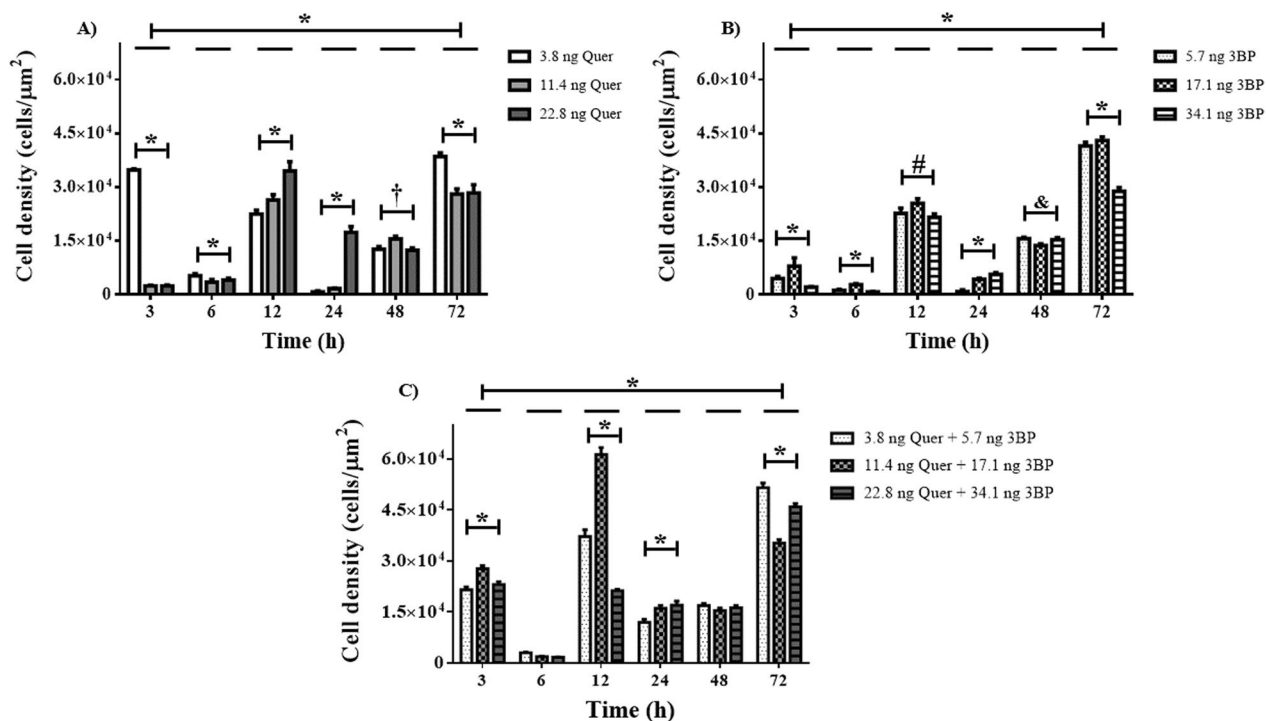 A)
*
Cell density (cells/μm²)
6.0×10⁴
4.5×10⁴
3.0×10⁴
1.5×10⁴
0
* * * * † *
3 6 12 24 48 72
Time (h)
3.8 ng Quer
11.4 ng Quer
22.8 ng Quer
B)
*
Cell density (cells/μm²)
6.0×10⁴
4.5×10⁴
3.0×10⁴
1.5×10⁴
0
* * # * & *
3 6 12 24 48 72
Time (h)
5.7 ng 3BP
17.1 ng 3BP
34.1 ng 3BP
C)
*
Cell density (cells/μm²)
6.0×10⁴
4.5×10⁴
3.0×10⁴
1.5×10⁴
0
* * * *
3 6 12 24 48 72
Time (h)
3.8 ng Quer + 5.7 ng 3BP
11.4 ng Quer + 17.1 ng 3BP
22.8 ng Quer + 34.1 ng 3BP